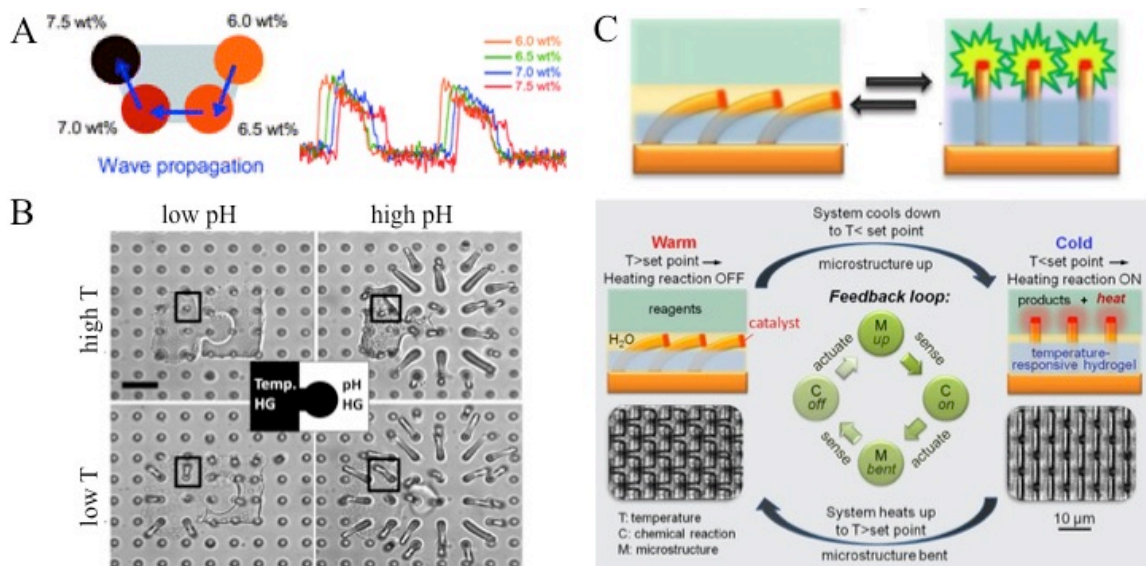 A
7.5 wt%
6.0 wt%
7.0 wt%
6.5 wt%
Wave propagation
6.0 wt%
6.5 wt%
7.0 wt%
7.5 wt%
B
low pH
high pH
high T
low T
Temp.
HG
pH
HG
C
System cools down
to T< set point
microstructure up
Warm
T>set point →
Heating reaction OFF
reagents
H₂O
catalyst
Feedback loop:
M
up
sense
C
on
actuate
M
bent
sense
C
off
actuate
Cold
T<set point →
Heating reaction ON
products + heat
temperature-
responsive hydrogel
T: temperature
C: chemical reaction
M: microstructure
System heats up
to T>set point
microstructure bent
10 µm